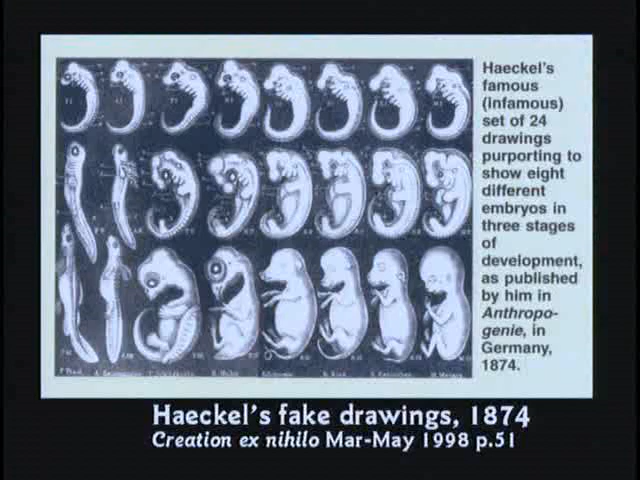 Haeckel's
famous
(infamous)
set of 24
drawings
purporting to
show eight
different
embryos in
three stages
of
development,
as published
by him in
Anthropo-
genie, in
Germany,
1874.
Haeckel's fake drawings, 1874
Creation ex nihilo Mar-May 1998 p.51